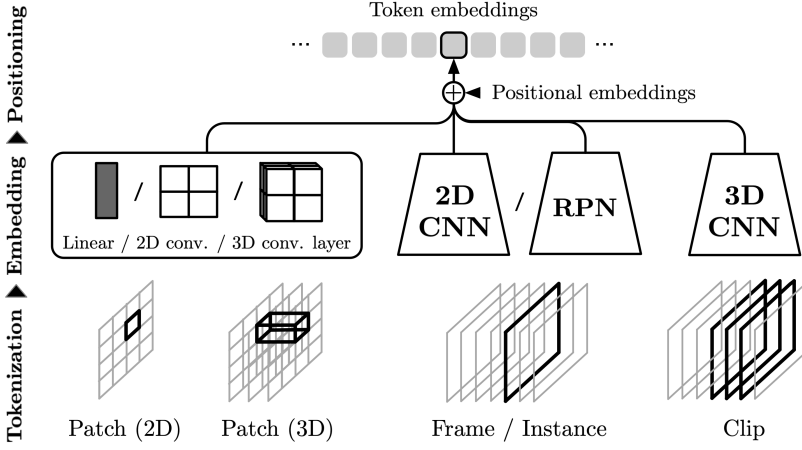 Token embeddings
... ...
Positional embeddings
Positioning
Embedding
Tokenization
/ /
Linear / 2D conv. / 3D conv. layer
2D
CNN
/
RPN
3D
CNN
Patch (2D)
Patch (3D)
Frame / Instance
Clip